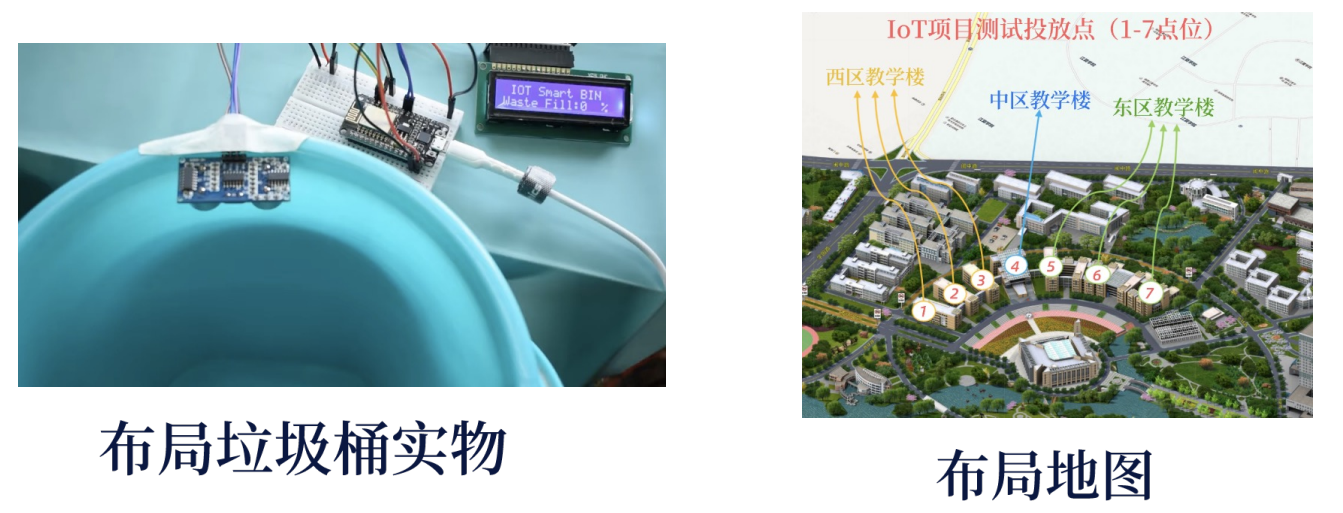 IOT Smart BIN
Waste Fill:0 %
布局垃圾桶实物
IoT项目测试投放点（1-7点位）
西区教学楼
中区教学楼
东区教学楼
1
2
3
4
5
6
7
布局地图